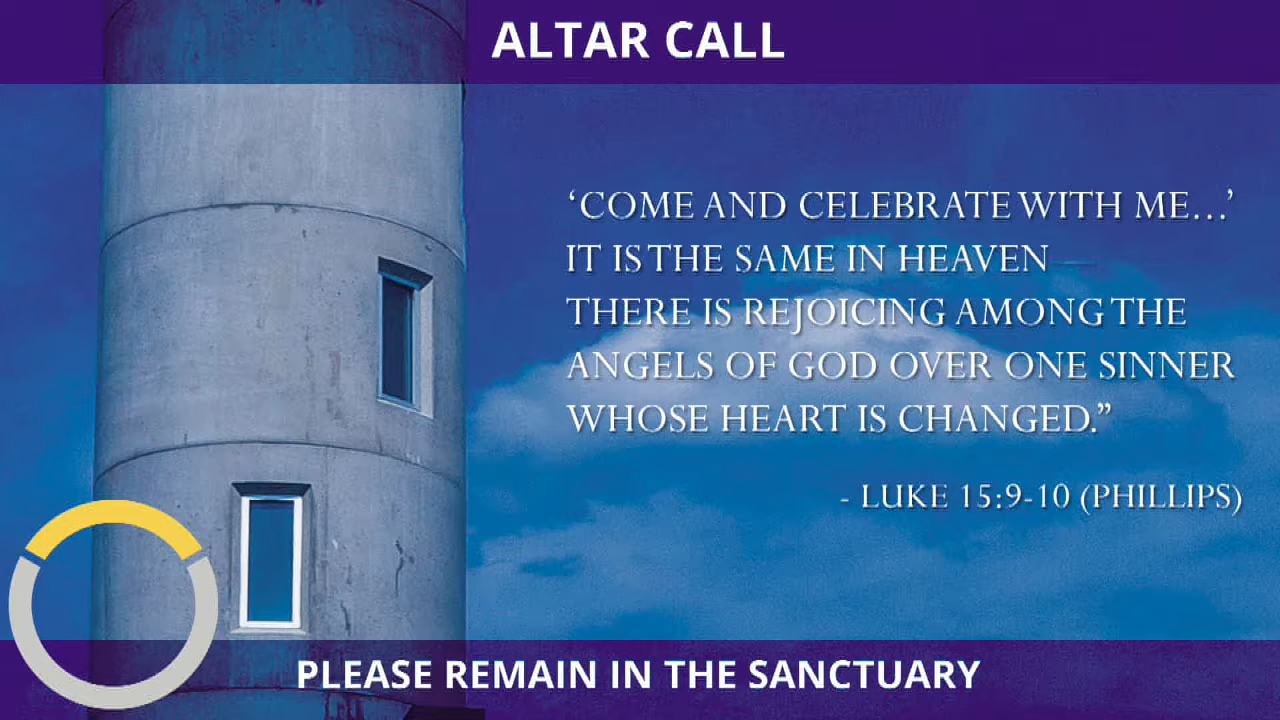 ALTAR CALL
‘COME AND CELEBRATE WITH ME...’
IT IS THE SAME IN HEAVEN—
THERE IS REJOICING AMONG THE
ANGELS OF GOD OVER ONE SINNER
WHOSE HEART IS CHANGED.”
- LUKE 15:9-10 (PHILLIPS)
PLEASE REMAIN IN THE SANCTUARY